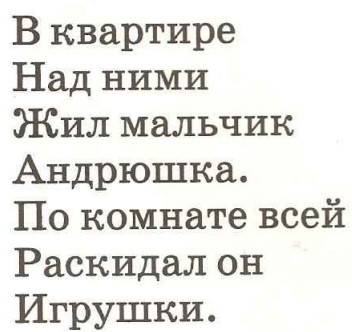 В квартире
Над ними
Жил мальчик
Андрюшка.
По комнате всей
Раскидал он
Игрушки.